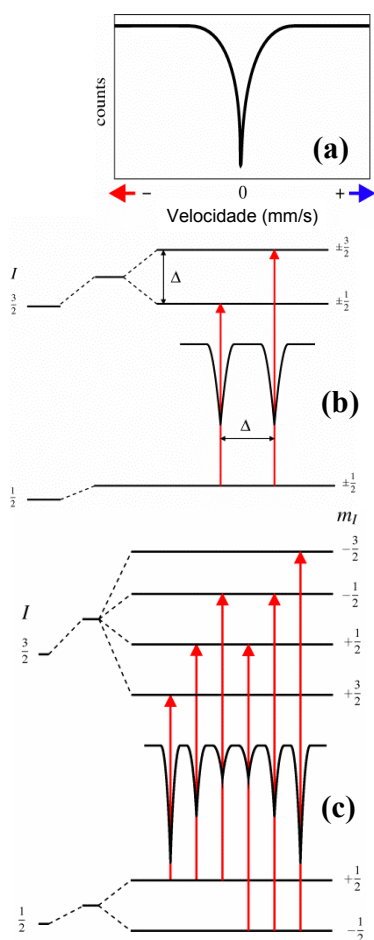 counts
(a)
− 0 +
Velocidade (mm/s)
I
3/2
Δ
±3/2
±1/2
(b)
Δ
1/2
±1/2
m_I
−3/2
I
−1/2
3/2
+1/2
+3/2
(c)
+1/2
1/2
−1/2